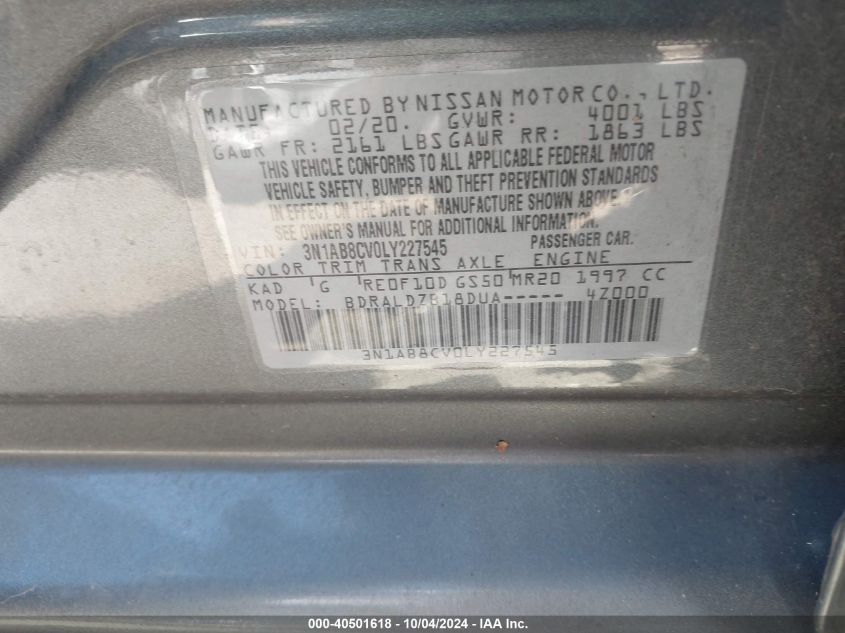 MANUFACTURED BY NISSAN MOTOR CO., LTD.
DATE: 02/20. GVWR: 4001 LBS
GAWR FR: 2161 LBS GAWR RR: 1863 LBS
THIS VEHICLE CONFORMS TO ALL APPLICABLE FEDERAL MOTOR
VEHICLE SAFETY, BUMPER AND THEFT PREVENTION STANDARDS
IN EFFECT ON THE DATE OF MANUFACTURE SHOWN ABOVE.
SEE OWNER'S MANUAL FOR ADDITIONAL INFORMATION.
VIN: 3N1AB8CV0LY227545 PASSENGER CAR.
COLOR TRIM TRANS AXLE ENGINE
KAD G RE0F10D GS50 MR20 1997 CC
MODEL: BDRALDZB18DUA----- 4Z000
3N1AB8CV0LY227545
000-40501618 - 10/04/2024 - IAA Inc.